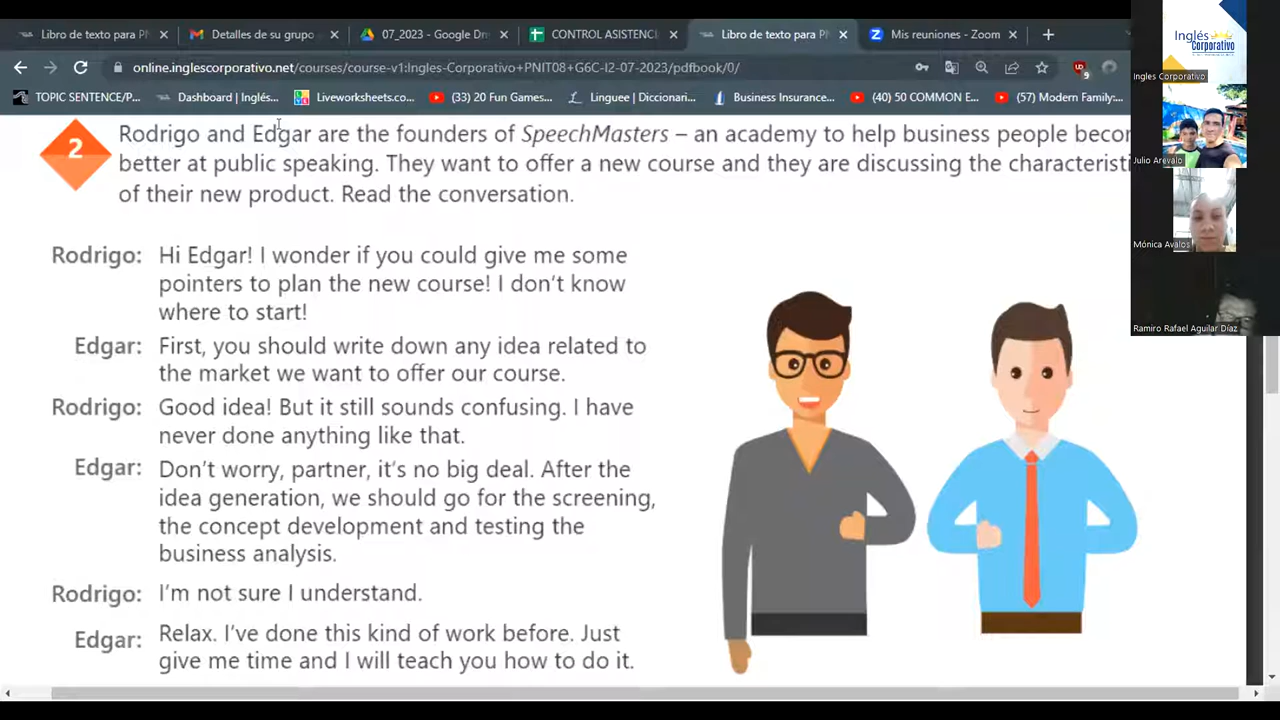 Libro de texto para PN
Detalles de su grupo
07_2023 - Google Dr
CONTROL ASISTENCI
Libro de texto para PN
Mis reuniones - Zoom
online.inglescorporativo.net/courses/course-v1:Ingles-Corporativo+PNIT08+G6C-I2-07-2023/pdfbook/0/
9
TOPIC SENTENCE/P...
Dashboard | Inglés...
Liveworksheets.co...
(33) 20 Fun Games...
Linguee | Diccionari...
Business Insurance...
(40) 50 COMMON E...
(57) Modern Family:...
Inglés
Corporativo
Ingles Corporativo
Julio Arevalo
Mónica Avalos
Ramiro Rafael Aguilar Díaz
2
Rodrigo and Edgar are the founders of SpeechMasters – an academy to help business people becom
better at public speaking. They want to offer a new course and they are discussing the characteristi
of their new product. Read the conversation.
Rodrigo: Hi Edgar! I wonder if you could give me some
pointers to plan the new course! I don't know
where to start!
Edgar: First, you should write down any idea related to
the market we want to offer our course.
Rodrigo: Good idea! But it still sounds confusing. I have
never done anything like that.
Edgar: Don't worry, partner, it's no big deal. After the
idea generation, we should go for the screening,
the concept development and testing the
business analysis.
Rodrigo: I'm not sure I understand.
Edgar: Relax. I've done this kind of work before. Just
give me time and I will teach you how to do it.